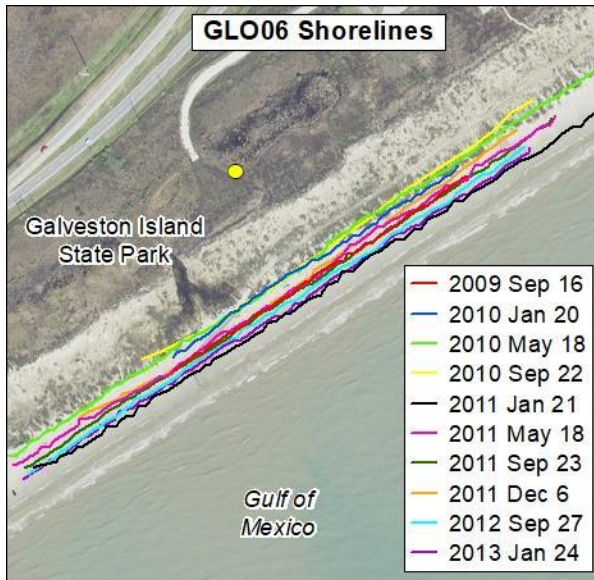 GLO06 Shorelines
Galveston Island
State Park
2009 Sep 16
2010 Jan 20
2010 May 18
2010 Sep 22
2011 Jan 21
2011 May 18
2011 Sep 23
2011 Dec 6
2012 Sep 27
2013 Jan 24
Gulf of
Mexico